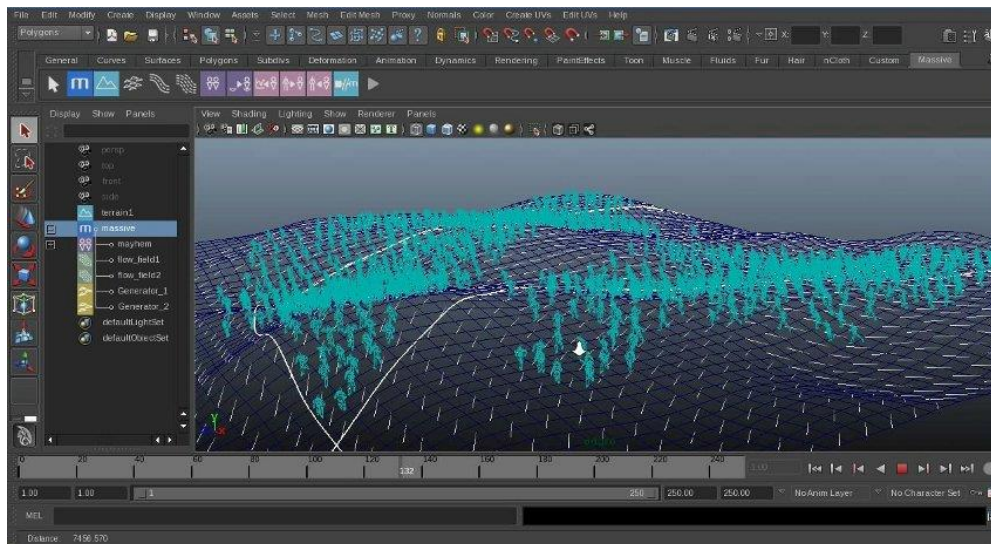 File Edit Modify Create Display Window Assets Select Mesh Edit Mesh Proxy Normals Color Create UVs Edit UVs Help
Polygons X: Y: Z:
General Curves Surfaces Polygons Subdivs Deformation Animation Dynamics Rendering PaintEffects Toon Muscle Fluids Fur Hair nCloth Custom Massive
Display Show Panels
View Shading Lighting Show Renderer Panels
persp
top
front
side
terrain1
massive
mayhem
flow_field1
flow_field2
Generator_1
Generator_2
defaultLightSet
defaultObjectSet
Y
0 20 40 60 80 100 120 132 140 160 180 200 220 240
1.00 1.00 1 250 250.00 250.00 No Anim Layer No Character Set
MEL
Distance: 7456.570